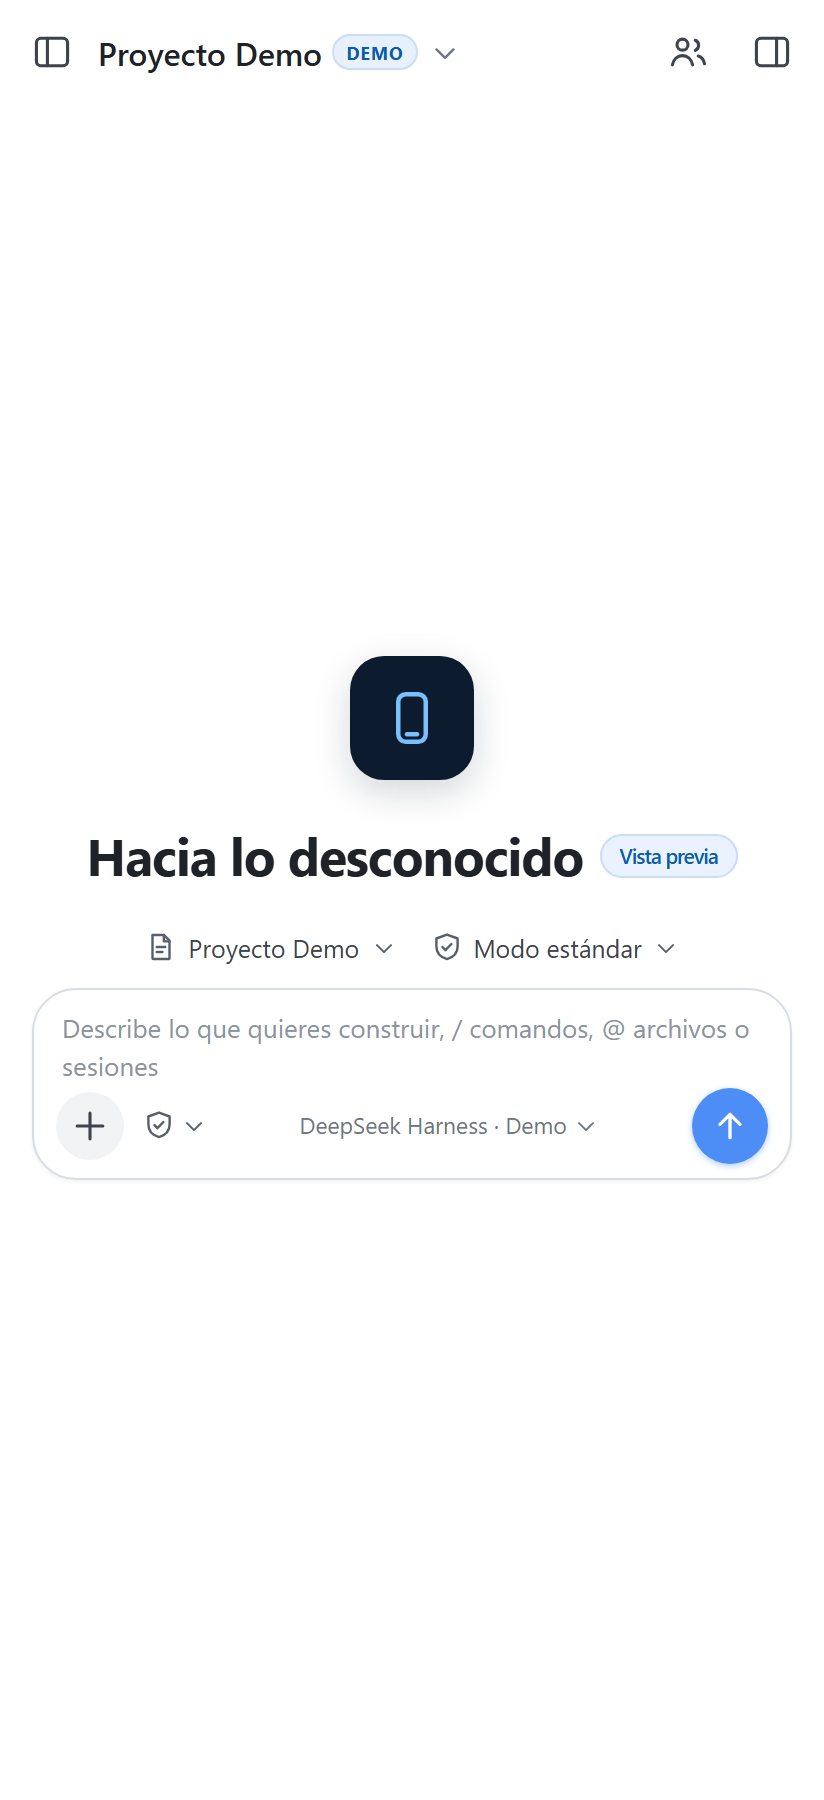 Proyecto Demo DEMO
Hacia lo desconocido Vista previa
Proyecto Demo Modo estándar
Describe lo que quieres construir, / comandos, @ archivos o
sesiones
DeepSeek Harness · Demo